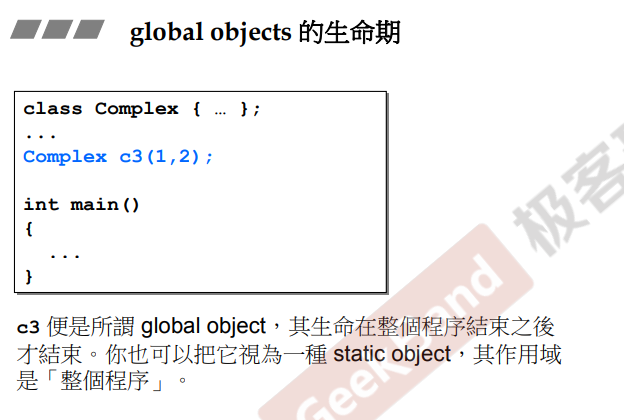 global objects 的生命期
class Complex { … };
...
Complex c3(1,2);
int main()
{
...
}
c3 便是所謂 global object，其生命在整個程序結束之後
才結束。你也可以把它視為一種 static object，其作用域
是「整個程序」。
GeekBand
极客